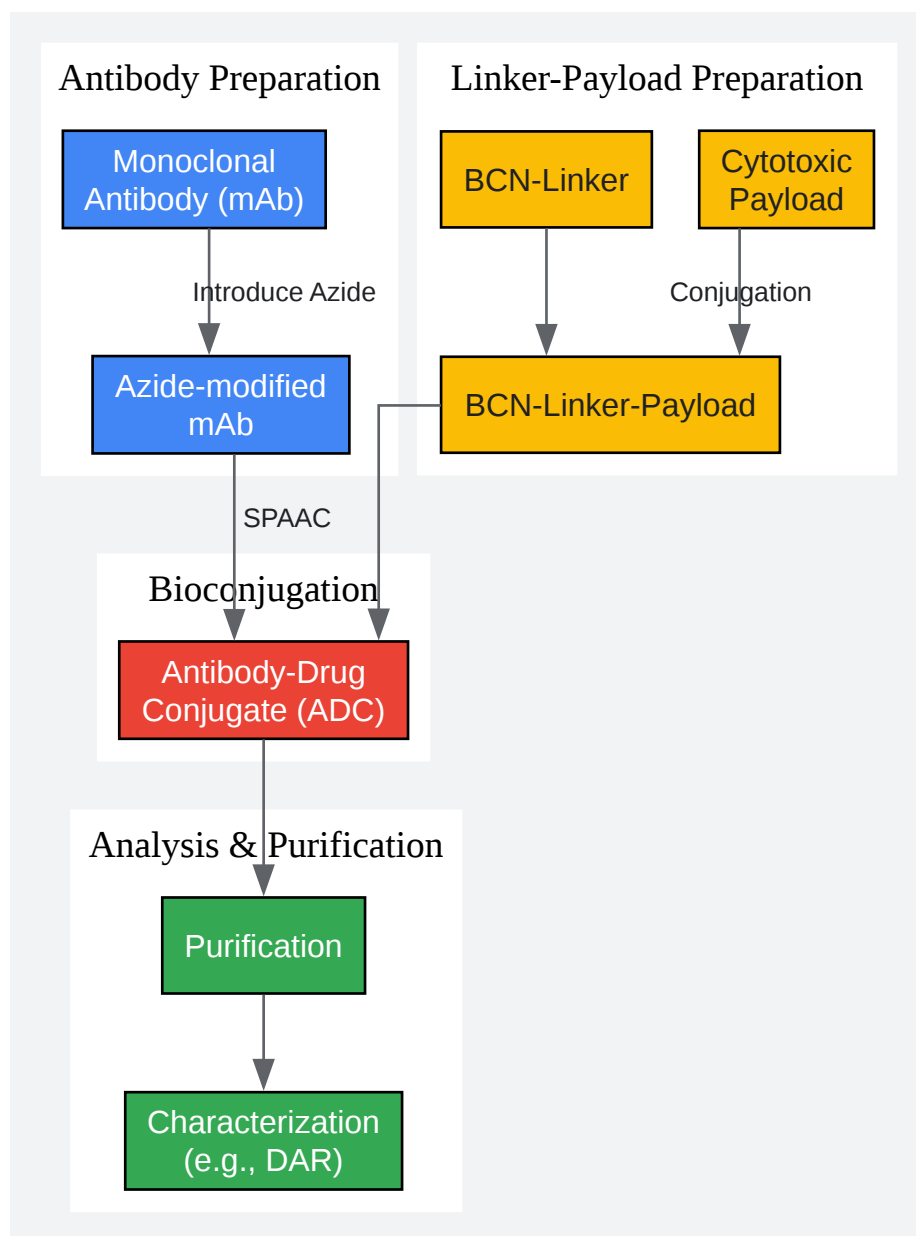 Antibody Preparation
Monoclonal
Antibody (mAb)
Introduce Azide
Azide-modified
mAb
Linker-Payload Preparation
BCN-Linker
Cytotoxic
Payload
Conjugation
BCN-Linker-Payload
SPAAC
Bioconjugation
Antibody-Drug
Conjugate (ADC)
Analysis & Purification
Purification
Characterization
(e.g., DAR)